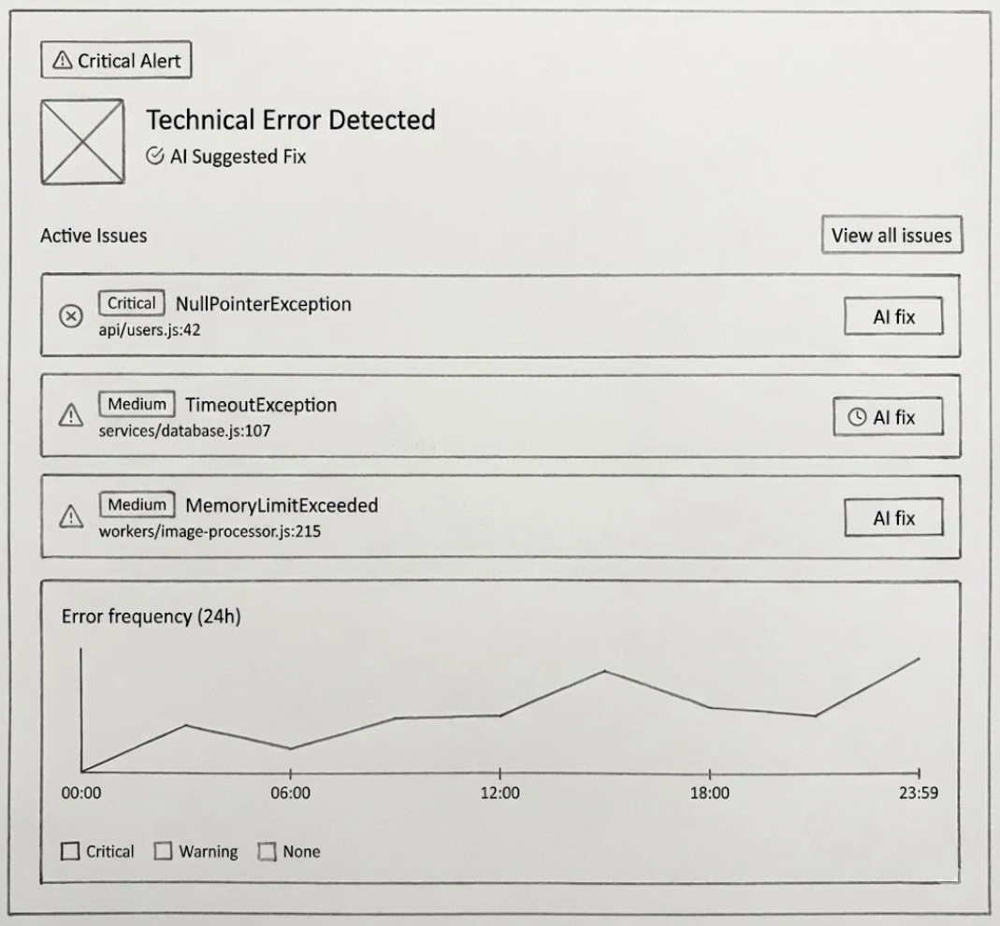 Critical Alert
Technical Error Detected
AI Suggested Fix
Active Issues
View all issues
Critical NullPointerException
api/users.js:42
AI fix
Medium TimeoutException
services/database.js:107
AI fix
Medium MemoryLimitExceeded
workers/image-processor.js:215
AI fix
Error frequency (24h)
00:00 06:00 12:00 18:00 23:59
Critical Warning None